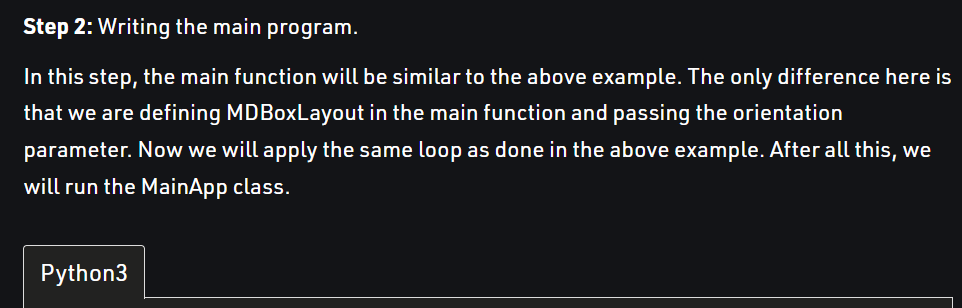 Step 2: Writing the main program.
In this step, the main function will be similar to the above example. The only difference here is
that we are defining MDBoxLayout in the main function and passing the orientation
parameter. Now we will apply the same loop as done in the above example. After all this, we
will run the MainApp class.
Python3